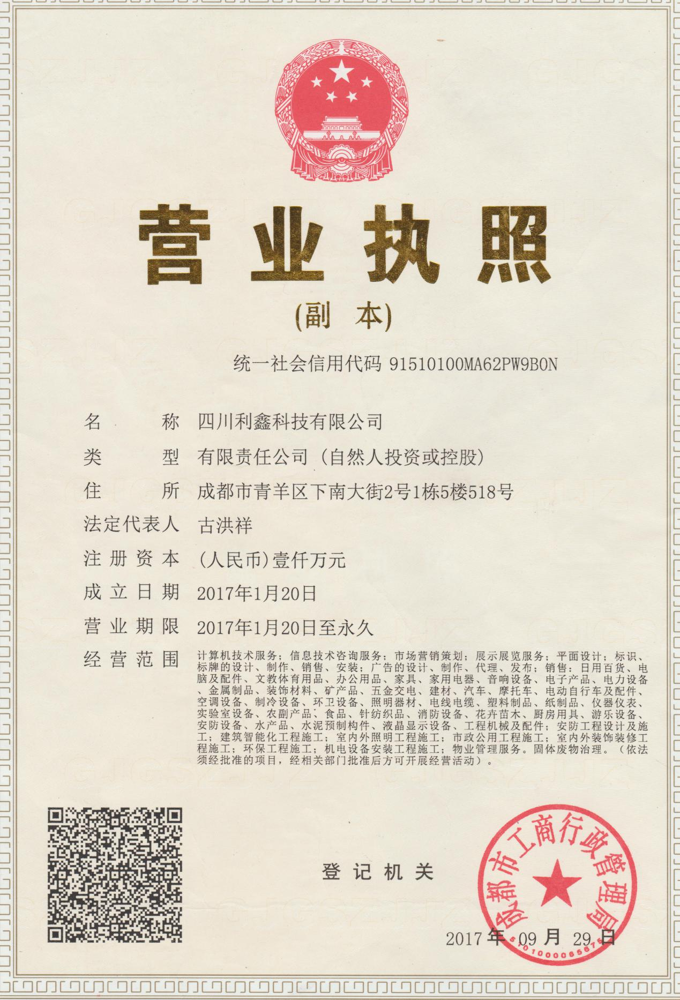 营业执照
(副 本)
统一社会信用代码 91510100MA62PW9B0N
名 称 四川利鑫科技有限公司
类 型 有限责任公司（自然人投资或控股）
住 所 成都市青羊区下南大街2号1栋5楼518号
法定代表人 古洪祥
注册资本 (人民币)壹仟万元
成立日期 2017年1月20日
营业期限 2017年1月20日至永久
经营范围 计算机技术服务；信息技术咨询服务；市场营销策划；展示展览服务；平面设计；标识、
标牌的设计、制作、销售、安装；广告的设计、制作、代理、发布；销售：日用百货、电
脑及配件、文教体育用品、办公用品、家具、家用电器、音响设备、电子产品、电力设备
、金属制品、装饰材料、矿产品、五金交电、建材、汽车、摩托车、电动自行车及配件、
空调设备、制冷设备、环卫设备、照明器材、电线电缆、塑料制品、纸制品、仪器仪表、
实验室设备、农副产品、食品、针纺织品、消防设备、花卉苗木、厨房用具、游乐设备、
安防设备、水产品、水泥预制构件、液晶显示设备、工程机械及配件；安防工程设计及施
工；建筑智能化工程施工；室内外照明工程施工；市政公用工程施工；室内外装饰装修工
程施工；环保工程施工；机电设备安装工程施工；物业管理服务。固体废物治理。（依法
须经批准的项目，经相关部门批准后方可开展经营活动）。
登记机关
成都市工商行政管理局
2017 年 09 月 29 日